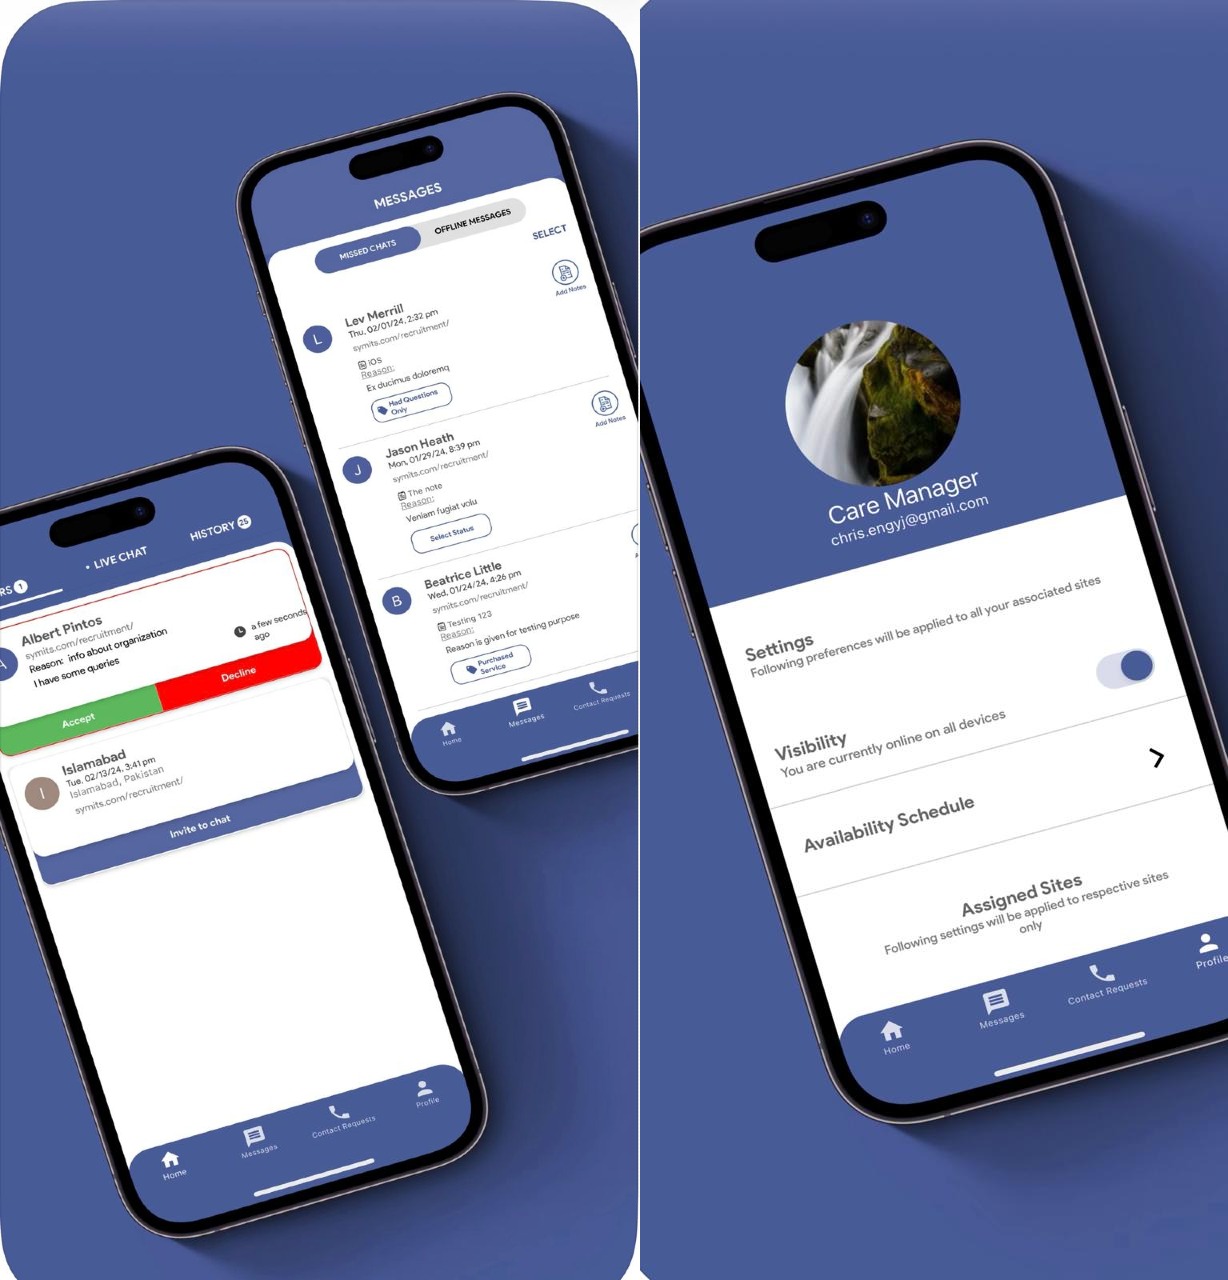 MESSAGES
MISSED CHATS
OFFLINE MESSAGES
SELECT
L
Lev Merrill
Thu, 02/01/24, 2:32 pm
symits.com/recruitment/
Add Notes
iOS
Reason:
Ex ducimus doloremq
Had Questions
Only
J
Jason Heath
Mon, 01/29/24, 8:39 pm
symits.com/recruitment/
Add Notes
The note
Reason:
Veniam fugiat volu
Select Status
B
Beatrice Little
Wed, 01/24/24, 4:26 pm
symits.com/recruitment/
Testing 123
Reason:
Reason is given for testing purpose
Purchased
Service
Home
Messages
Contact Requests
RS 1
• LIVE CHAT
HISTORY 25
A
Albert Pintos
symits.com/recruitment/
Reason: info about organization
I have some queries
a few seconds
ago
Accept
Decline
I
Islamabad
Tue, 02/13/24, 3:41 pm
Islamabad, Pakistan
symits.com/recruitment/
Invite to chat
Home
Messages
Contact Requests
Profile
Care Manager
chris.engyj@gmail.com
Settings
Following preferences will be applied to all your associated sites
Visibility
You are currently online on all devices
Availability Schedule
Assigned Sites
Following settings will be applied to respective sites
only
Home
Messages
Contact Requests
Profile